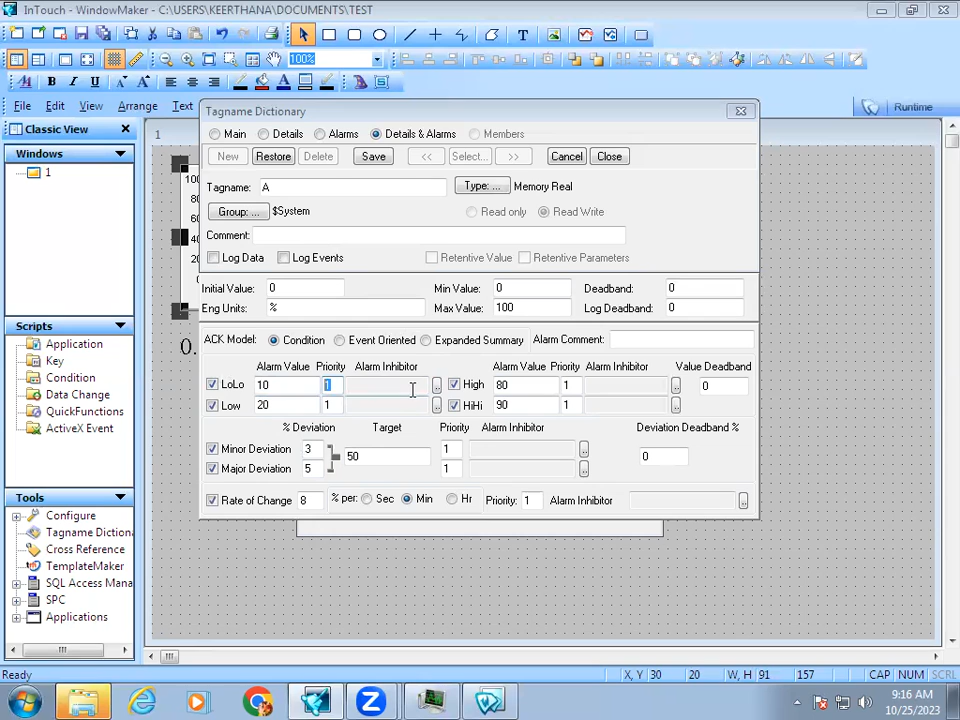 InTouch - WindowMaker - C:\USERS\KEERTHANA\DOCUMENTS\TEST
100%
B I U A A A
File Edit View Arrange Text
Runtime
Classic View
Windows
1
Scripts
Application
Key
Condition
Data Change
QuickFunctions
ActiveX Event
Tools
Configure
Tagname Dictiona
Cross Reference
TemplateMaker
SQL Access Mana
SPC
Applications
1
0.
Tagname Dictionary
Main Details Alarms Details & Alarms Members
New Restore Delete Save << Select... >> Cancel Close
Tagname: A Type: ... Memory Real
Group: ... $System Read only Read Write
Comment:
Log Data Log Events Retentive Value Retentive Parameters
Initial Value: 0 Min Value: 0 Deadband: 0
Eng Units: % Max Value: 100 Log Deadband: 0
ACK Model: Condition Event Oriented Expanded Summary Alarm Comment:
Alarm Value Priority Alarm Inhibitor Alarm Value Priority Alarm Inhibitor Value Deadband
LoLo 10 1 .. High 80 1 .. 0
Low 20 1 .. HiHi 90 1 ..
% Deviation Target Priority Alarm Inhibitor Deviation Deadband %
Minor Deviation 3 50 1 .. 0
Major Deviation 5 1 ..
Rate of Change 8 % per: Sec Min Hr Priority: 1 Alarm Inhibitor ..
Ready X, Y 30 20 W, H 91 157 CAP NUM SCRL
9:16 AM
10/25/2023